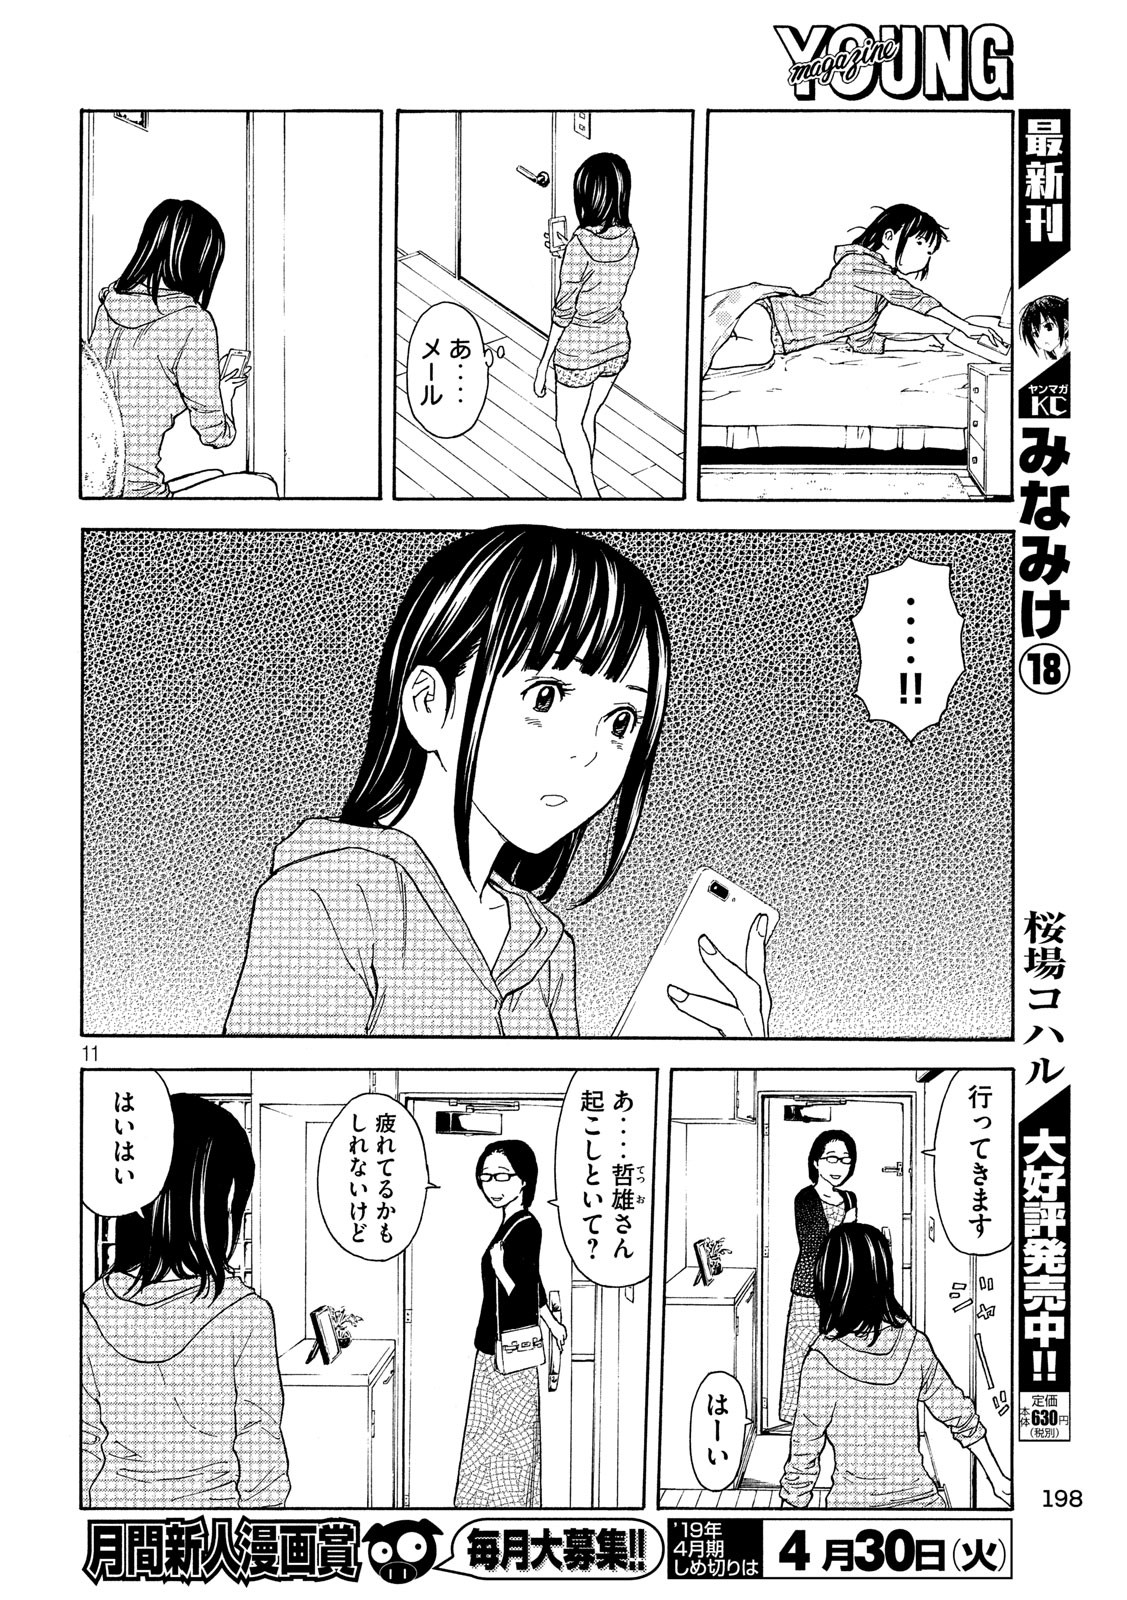 YOUNG
magazine
最新刊
ヤンマガ
KC
みなみけ⑱
桜場コハル
大好評発売中!!
定価
本体630円
(税別)
あ‥‥
メール
‥‥!!
11
行ってきます
ニャ
はーい
あ‥‥哲雄さん
てつお
起こしといて?
疲れてるかも
しれないけど
はいはい
198
月間新人漫画賞
毎月大募集!!
'19年
4月期
しめ切りは
4月30日(火)